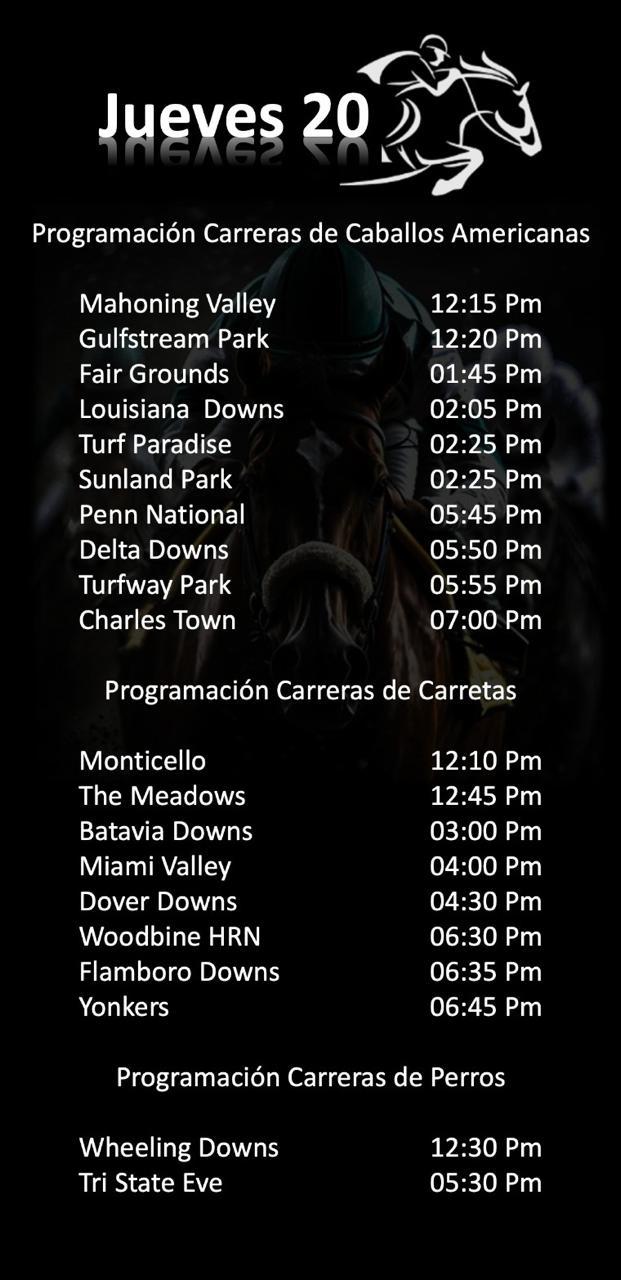 Jueves 20
Programación Carreras de Caballos Americanas
Mahoning Valley 12:15 Pm
Gulfstream Park 12:20 Pm
Fair Grounds 01:45 Pm
Louisiana  Downs 02:05 Pm
Turf Paradise 02:25 Pm
Sunland Park 02:25 Pm
Penn National 05:45 Pm
Delta Downs 05:50 Pm
Turfway Park 05:55 Pm
Charles Town 07:00 Pm
Programación Carreras de Carretas
Monticello 12:10 Pm
The Meadows 12:45 Pm
Batavia Downs 03:00 Pm
Miami Valley 04:00 Pm
Dover Downs 04:30 Pm
Woodbine HRN 06:30 Pm
Flamboro Downs 06:35 Pm
Yonkers 06:45 Pm
Programación Carreras de Perros
Wheeling Downs 12:30 Pm
Tri State Eve 05:30 Pm